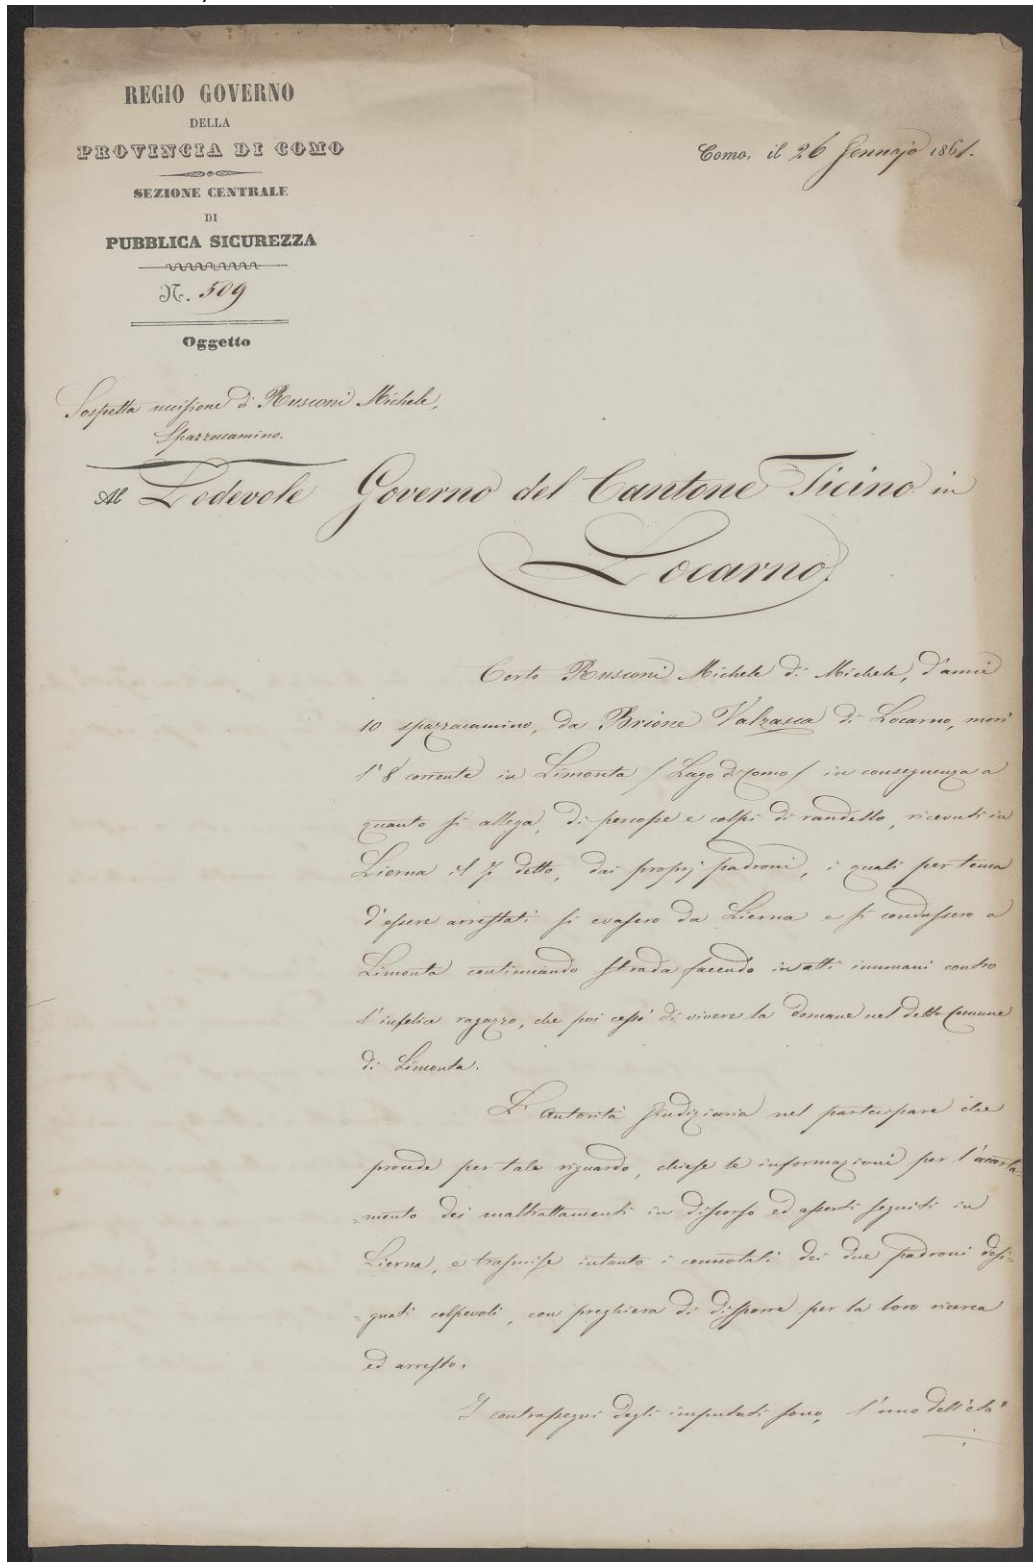 REGIO GOVERNO
DELLA
PROVINCIA DI COMO
SEZIONE CENTRALE
DI
PUBBLICA SICUREZZA
N. 509
Oggetto
Como, il 26 Gennajo 1861.
Sospetta uccisione di Rusconi Michele,
Spazzacamino.
Al Lodevole Governo del Cantone Ticino in
Locarno.
Certo Rusconi Michele di Michele, d'anni
10 spazzacamino, da Brione Valzasca di Locarno, morì
l'8 corrente in Limonta / Lago di Como / in conseguenza a
quanto si allega, di percosse e colpi di randello, ricevuti in
Lierna il 7 detto, dai proprj padroni, i quali per tema
d'essere arrestati si evasero da Lierna e si condussero a
Limonta continuando strada facendo in atti inumani contro
l'infelice ragazzo, che poi cessò di vivere la domane nel detto Comune
di Limonta.
L'Autorità Giudiziaria nel partecipare che
procede per tale riguardo, chiese le informazioni per l'accerta-
=mento dei maltrattamenti in discorso ed asserti seguiti in
Lierna, e trasmise intanto i connotati dei due padroni desi-
=gnati colpevoli, con preghiera di disporre per la loro ricerca
ed arresto.
I contrassegni degli imputati sono, l'uno dell'età